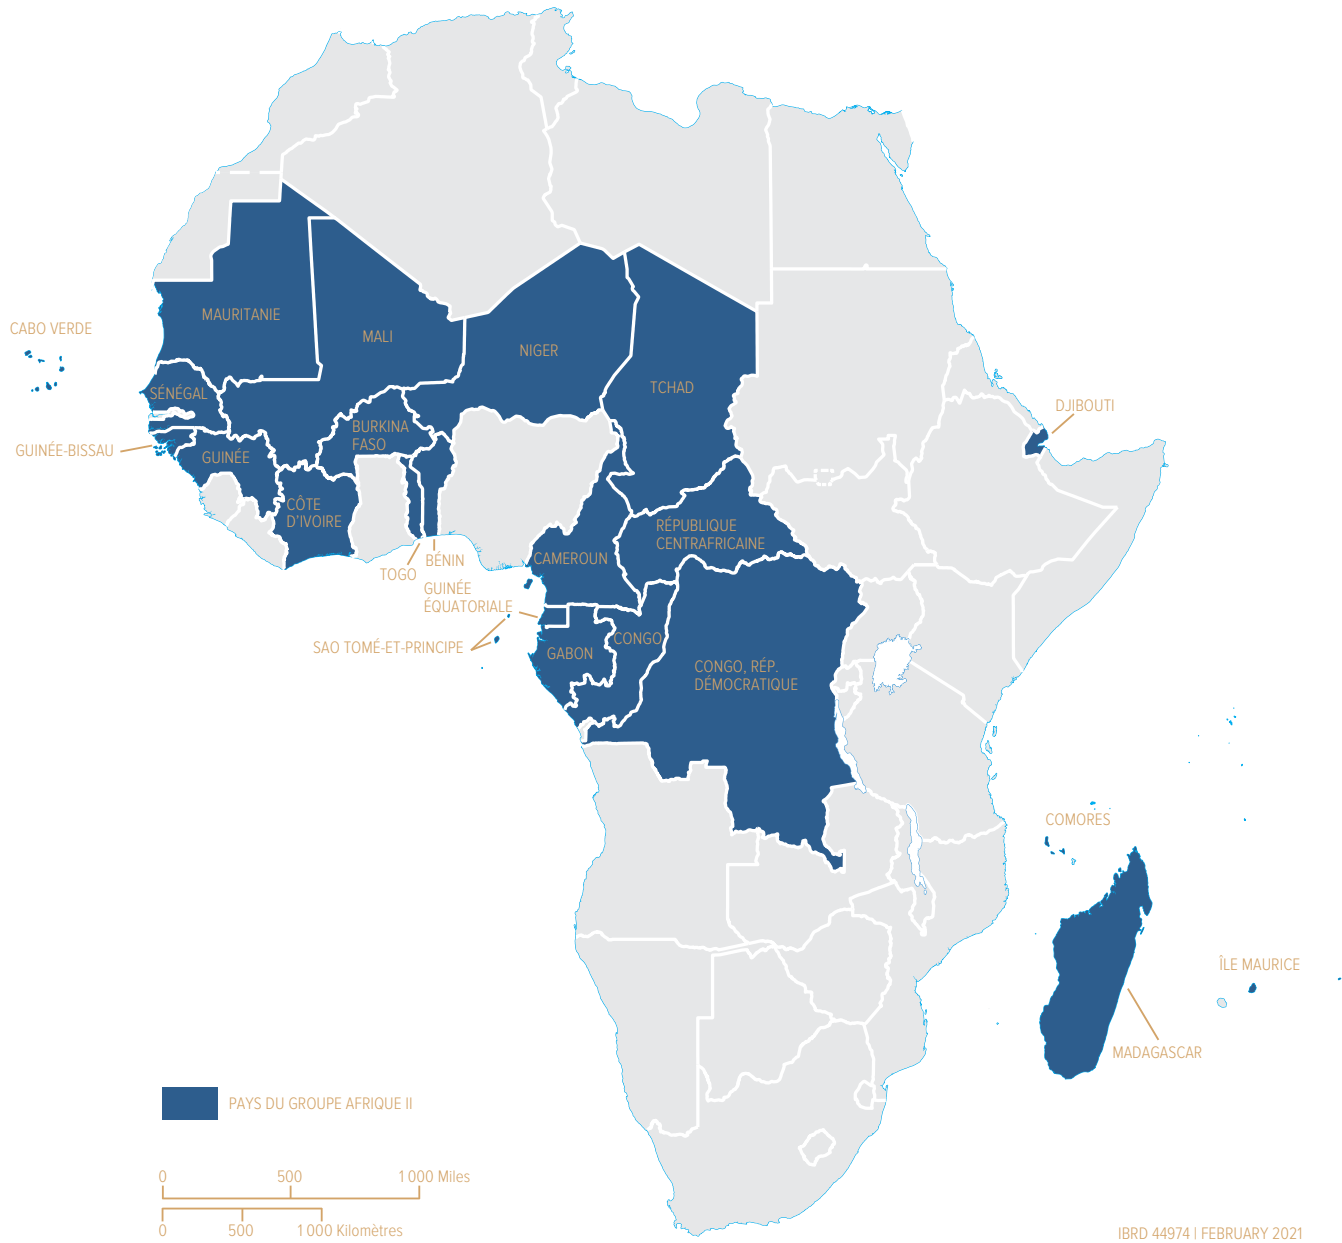 MAURITANIE
CABO VERDE
MALI
NIGER
TCHAD
SÉNÉGAL
DJIBOUTI
BURKINA
FASO
GUINÉE-BISSAU
GUINÉE
CÔTE
D'IVOIRE
RÉPUBLIQUE
CENTRAFRICAINE
CAMEROUN
BÉNIN
TOGO
GUINÉE
ÉQUATORIALE
SAO TOMÉ-ET-PRINCIPE
CONGO
GABON
CONGO, RÉP.
DÉMOCRATIQUE
COMORES
ÎLE MAURICE
MADAGASCAR
PAYS DU GROUPE AFRIQUE II
0 500 1 000 Miles
0 500 1 000 Kilomètres
IBRD 44974 | FEBRUARY 2021